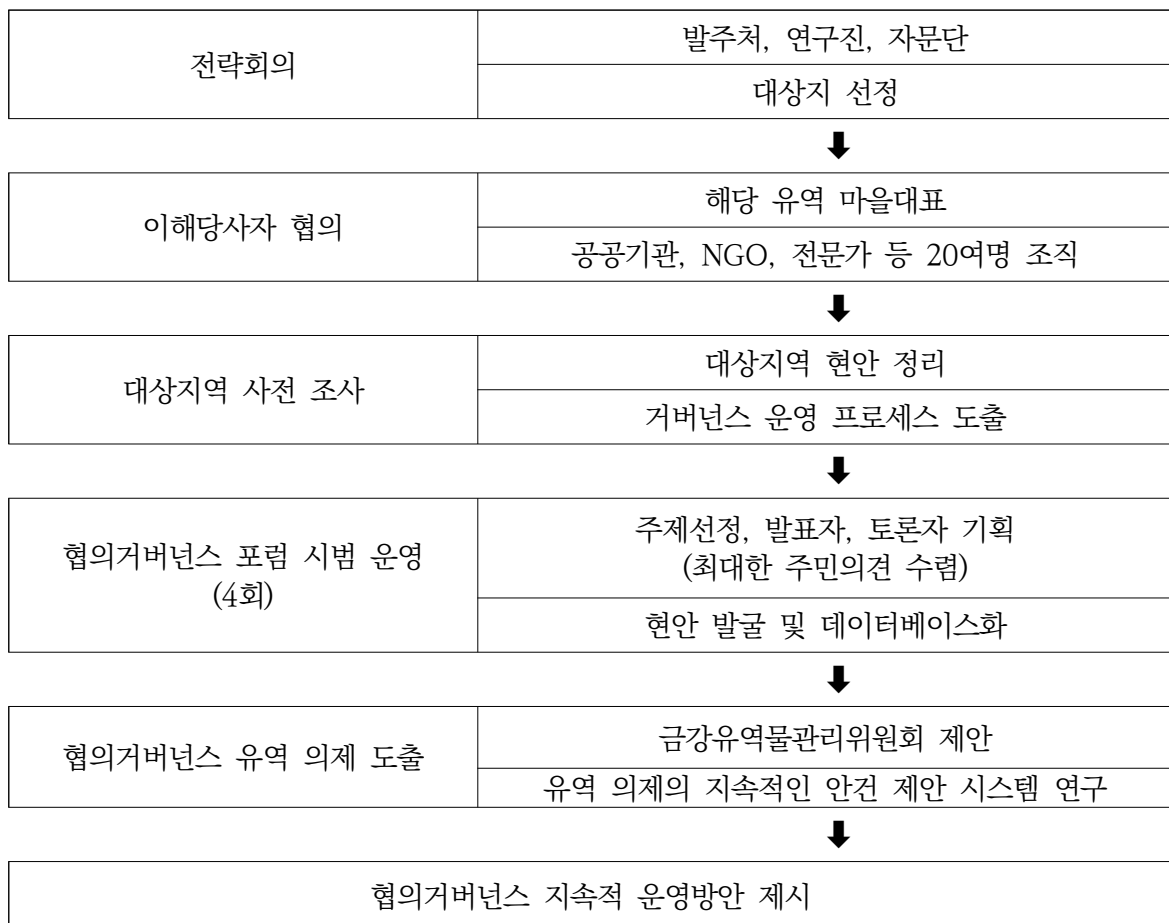 전략회의
발주처, 연구진, 자문단
대상지 선정
이해당사자 협의
해당 유역 마을대표
공공기관, NGO, 전문가 등 20여명 조직
대상지역 사전 조사
대상지역 현안 정리
거버넌스 운영 프로세스 도출
협의거버넌스 포럼 시범 운영
(4회)
주제선정, 발표자, 토론자 기획
(최대한 주민의견 수렴)
현안 발굴 및 데이터베이스화
협의거버넌스 유역 의제 도출
금강유역물관리위원회 제안
유역 의제의 지속적인 안건 제안 시스템 연구
협의거버넌스 지속적 운영방안 제시